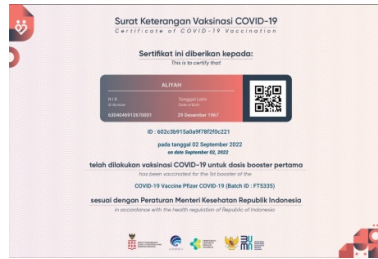 Surat Keterangan Vaksinasi COVID-19
Certificate of COVID-19 Vaccination
Sertifikat ini diberikan kepada:
This is to certify that
ALIYAH
NIK
Tanggal Lahir
Date of Birth
29 Desember 1967
pada tanggal 02 September 2022
on date September 02, 2022
telah dilakukan vaksinasi COVID-19 untuk dosis booster pertama
has been vaccinated for the 1st booster of the
COVID-19 Vaccine Pfizer COVID-19 (Batch ID : FT5335)
sesuai dengan Peraturan Menteri Kesehatan Republik Indonesia
in accordance with the health regulation of Republic of Indonesia